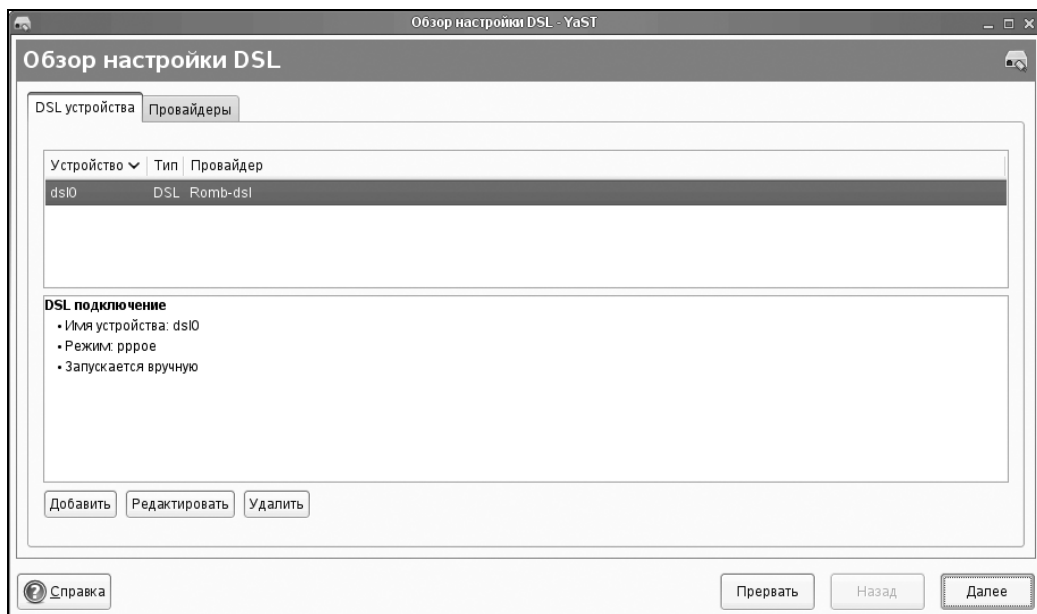 Обзор настройки DSL - YaST
Обзор настройки DSL
DSL устройства Провайдеры
Устройство Тип Провайдер
dsl0 DSL Romb-dsl
DSL подключение
• Имя устройства: dsl0
• Режим: pppoe
• Запускается вручную
Добавить Редактировать Удалить
Справка Прервать Назад Далее